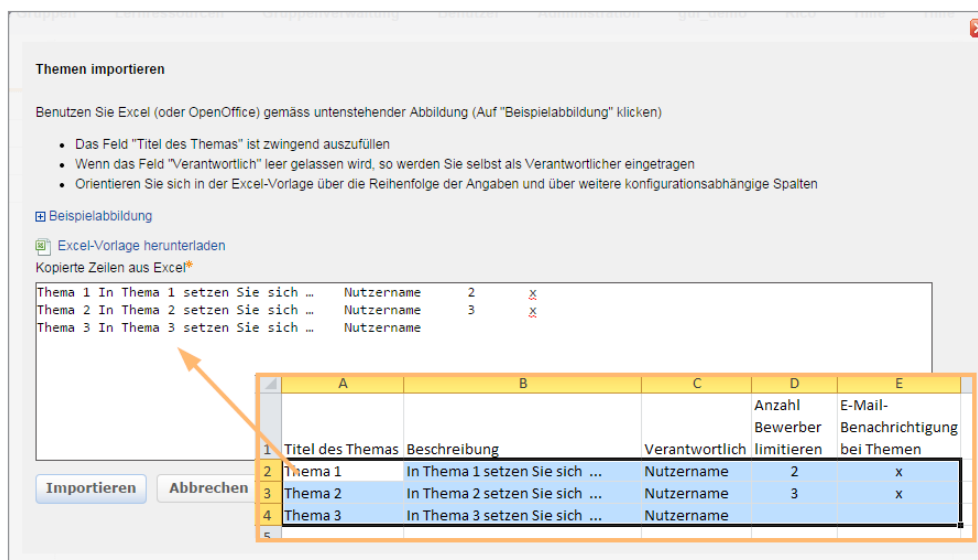 Themen importieren
Benutzen Sie Excel (oder OpenOffice) gemäss untenstehender Abbildung (Auf "Beispielabbildung" klicken)
Das Feld "Titel des Themas" ist zwingend auszufüllen
Wenn das Feld "Verantwortlich" leer gelassen wird, so werden Sie selbst als Verantwortlicher eingetragen
Orientieren Sie sich in der Excel-Vorlage über die Reihenfolge der Angaben und über weitere konfigurationsabhängige Spalten
Beispielabbildung
Excel-Vorlage herunterladen
Kopierte Zeilen aus Excel*
Thema 1 In Thema 1 setzen Sie sich … Nutzername 2 x
Thema 2 In Thema 2 setzen Sie sich … Nutzername 3 x
Thema 3 In Thema 3 setzen Sie sich … Nutzername
A B C D E
Anzahl E-Mail-
Bewerber Benachrichtigung
1 Titel des Themas Beschreibung Verantwortlich limitieren bei Themen
2 Thema 1 In Thema 1 setzen Sie sich ... Nutzername 2 x
3 Thema 2 In Thema 2 setzen Sie sich ... Nutzername 3 x
4 Thema 3 In Thema 3 setzen Sie sich ... Nutzername
5
Importieren Abbrechen